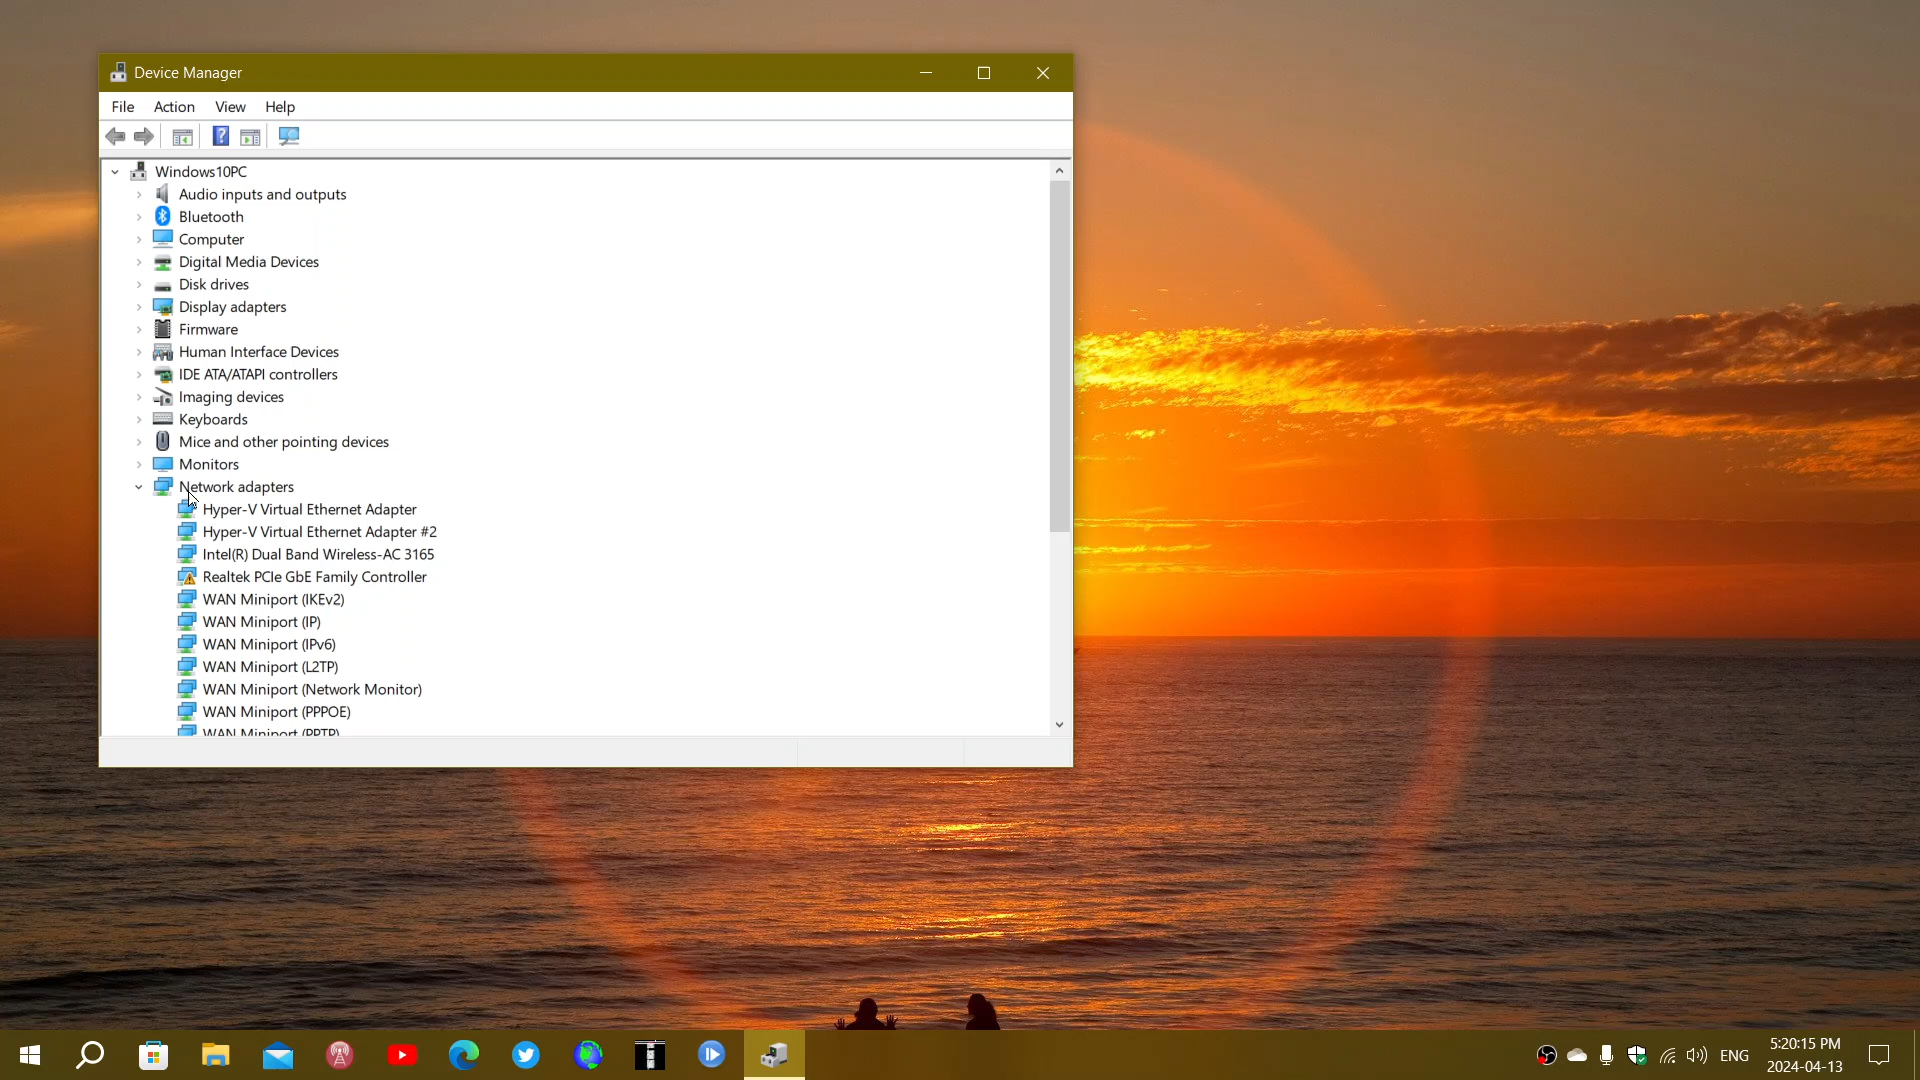 Device Manager
File Action View Help
Windows10PC
Audio inputs and outputs
Bluetooth
Computer
Digital Media Devices
Disk drives
Display adapters
Firmware
Human Interface Devices
IDE ATA/ATAPI controllers
Imaging devices
Keyboards
Mice and other pointing devices
Monitors
Network adapters
Hyper-V Virtual Ethernet Adapter
Hyper-V Virtual Ethernet Adapter #2
Intel(R) Dual Band Wireless-AC 3165
Realtek PCIe GbE Family Controller
WAN Miniport (IKEv2)
WAN Miniport (IP)
WAN Miniport (IPv6)
WAN Miniport (L2TP)
WAN Miniport (Network Monitor)
WAN Miniport (PPPOE)
WAN Miniport (PPTP)
ENG
5:20:15 PM
2024-04-13